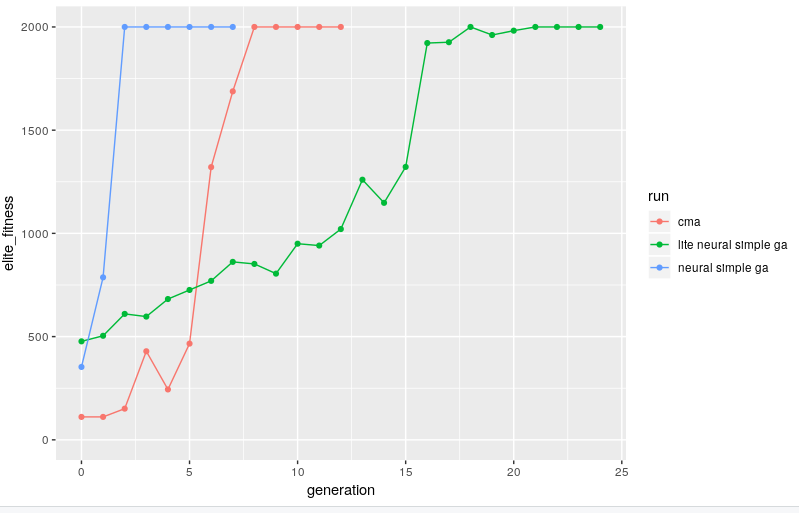 2000
1500
1000
500
0
elite_fitness
0 5 10 15 20 25
generation
run
cma
lite neural simple ga
neural simple ga